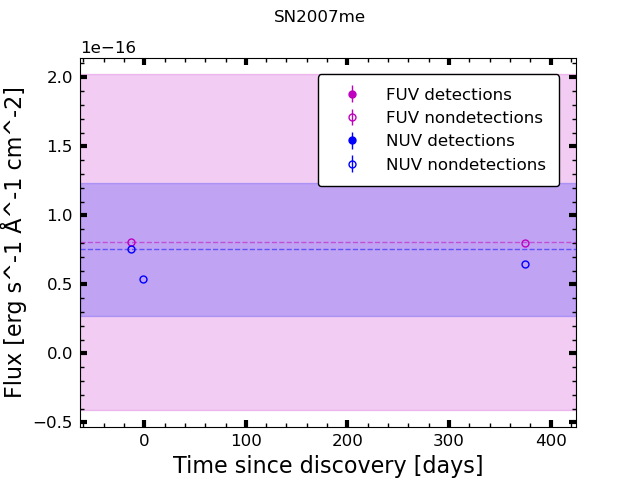 SN2007me
1e−16
2.0
1.5
1.0
0.5
0.0
−0.5
Flux [erg s^-1 Å^-1 cm^-2]
FUV detections
FUV nondetections
NUV detections
NUV nondetections
0 100 200 300 400
Time since discovery [days]